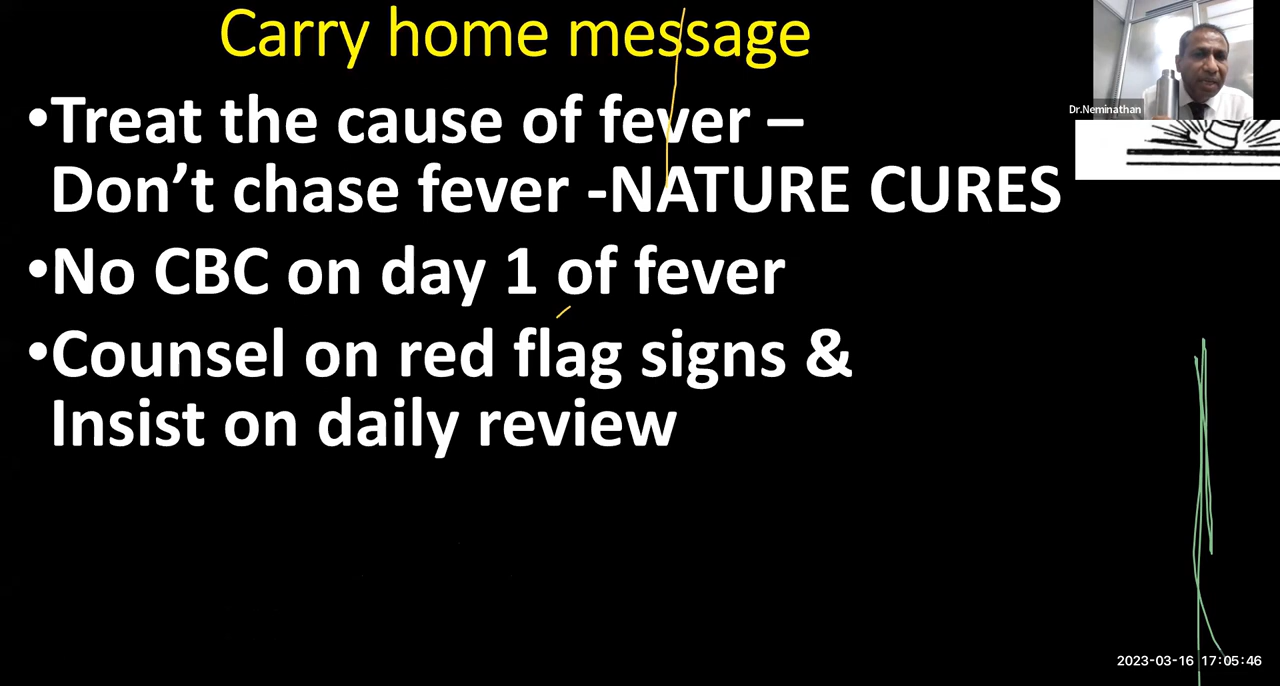 Carry home message
•Treat the cause of fever –
Don’t chase fever -NATURE CURES
•No CBC on day 1 of fever
•Counsel on red flag signs &
Insist on daily review
Dr.Neminathan
2023-03-16 17:05:46